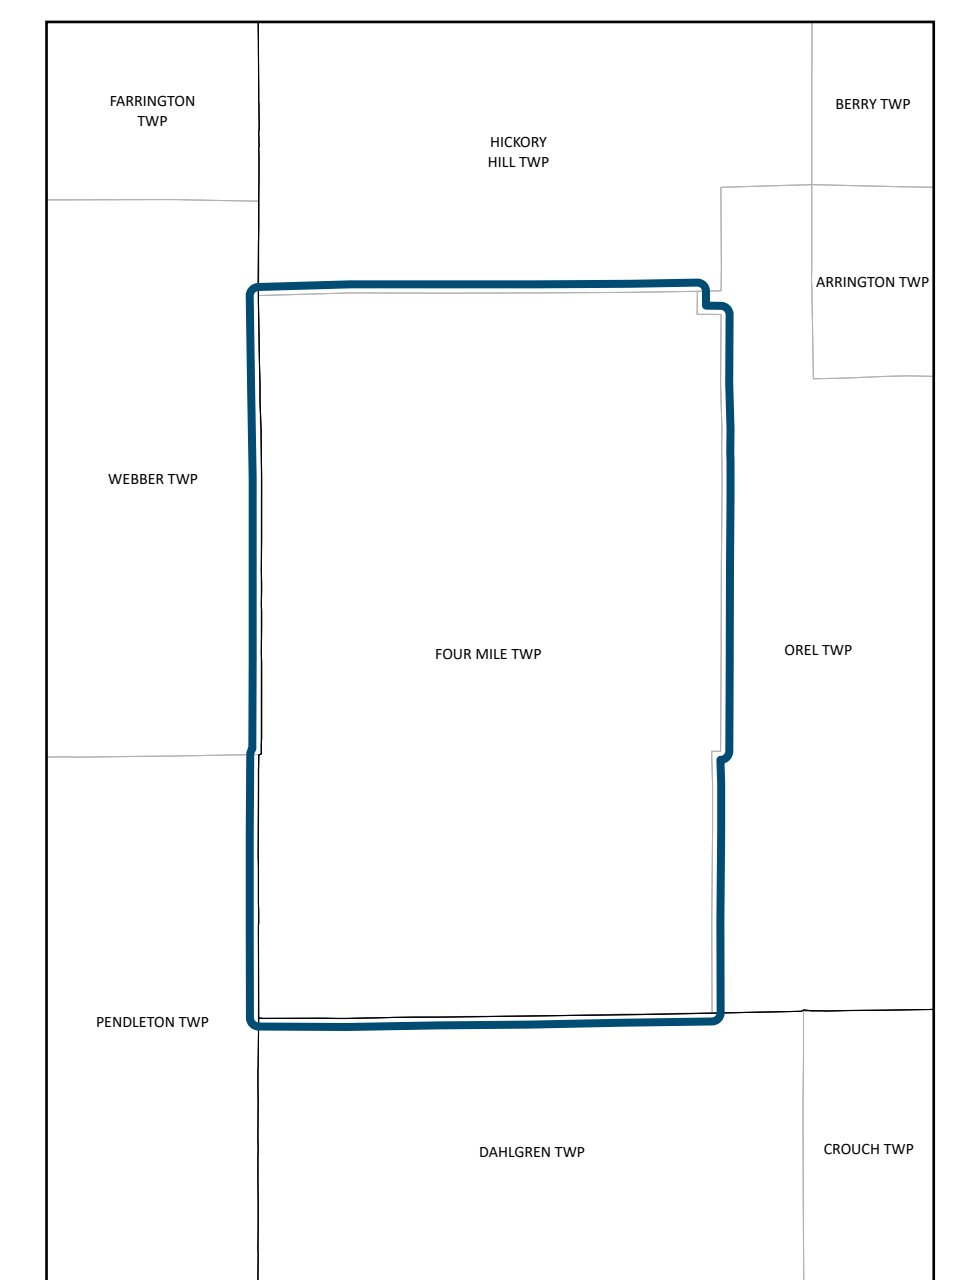 FARRINGTON
TWP
BERRY TWP
HICKORY
HILL TWP
ARRINGTON TWP
WEBBER TWP
FOUR MILE TWP
OREL TWP
PENDLETON TWP
DAHLGREN TWP
CROUCH TWP